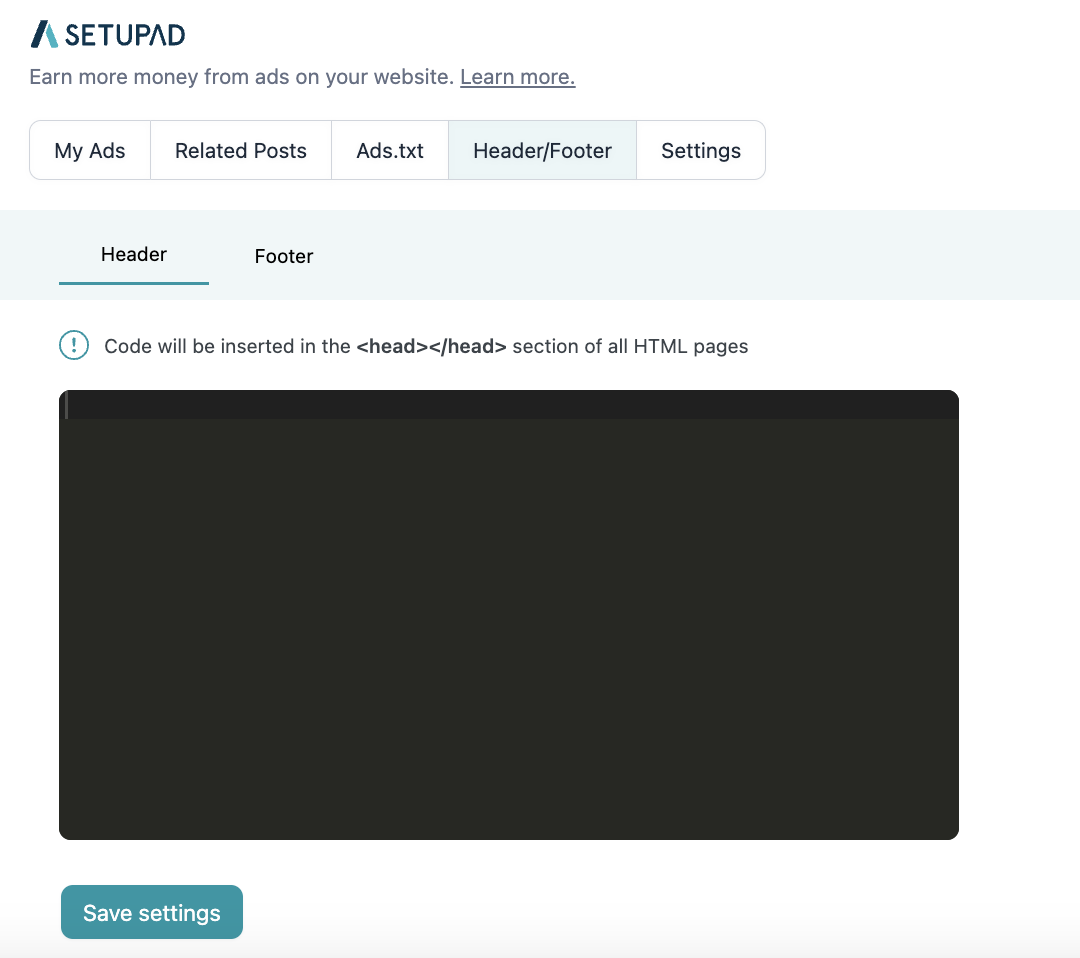 SETUPAD
Earn more money from ads on your website. Learn more.
My Ads Related Posts Ads.txt Header/Footer Settings
Header Footer
! Code will be inserted in the <head></head> section of all HTML pages
Save settings